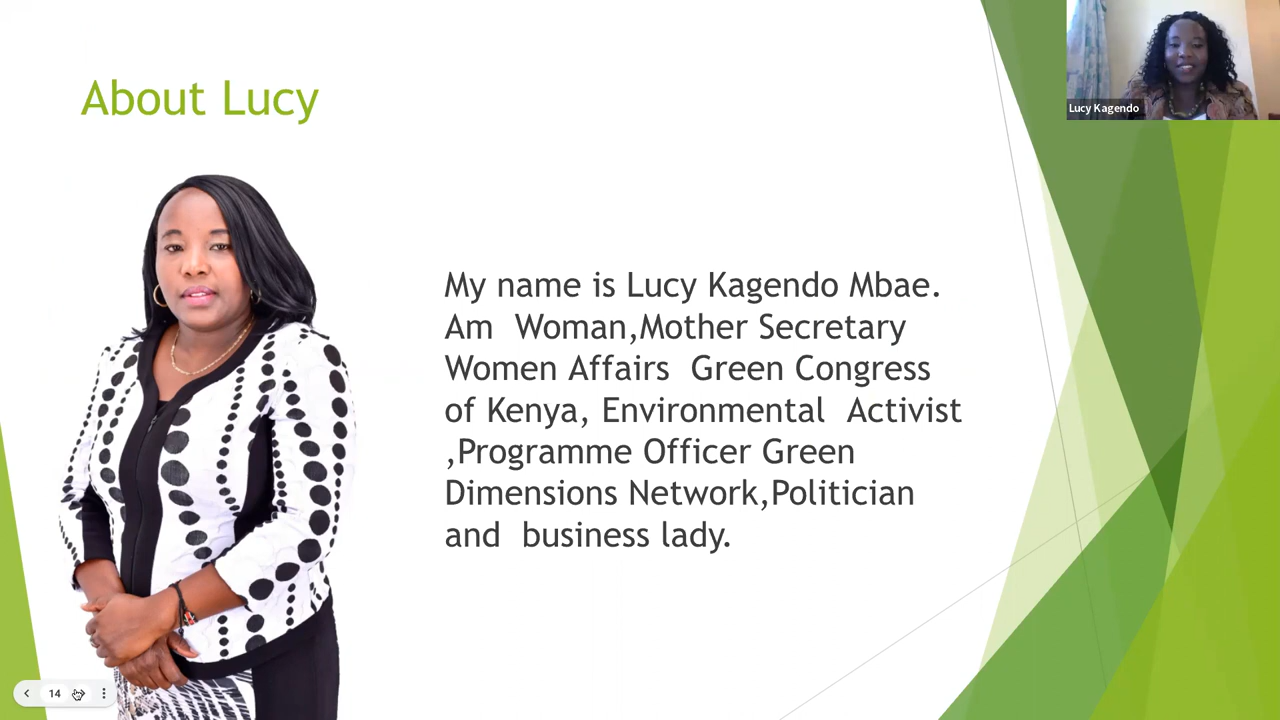 About Lucy
Lucy Kagendo
My name is Lucy Kagendo Mbae.
Am  Woman,Mother Secretary
Women Affairs  Green Congress
of Kenya, Environmental  Activist
,Programme Officer Green
Dimensions Network,Politician
and  business lady.
14